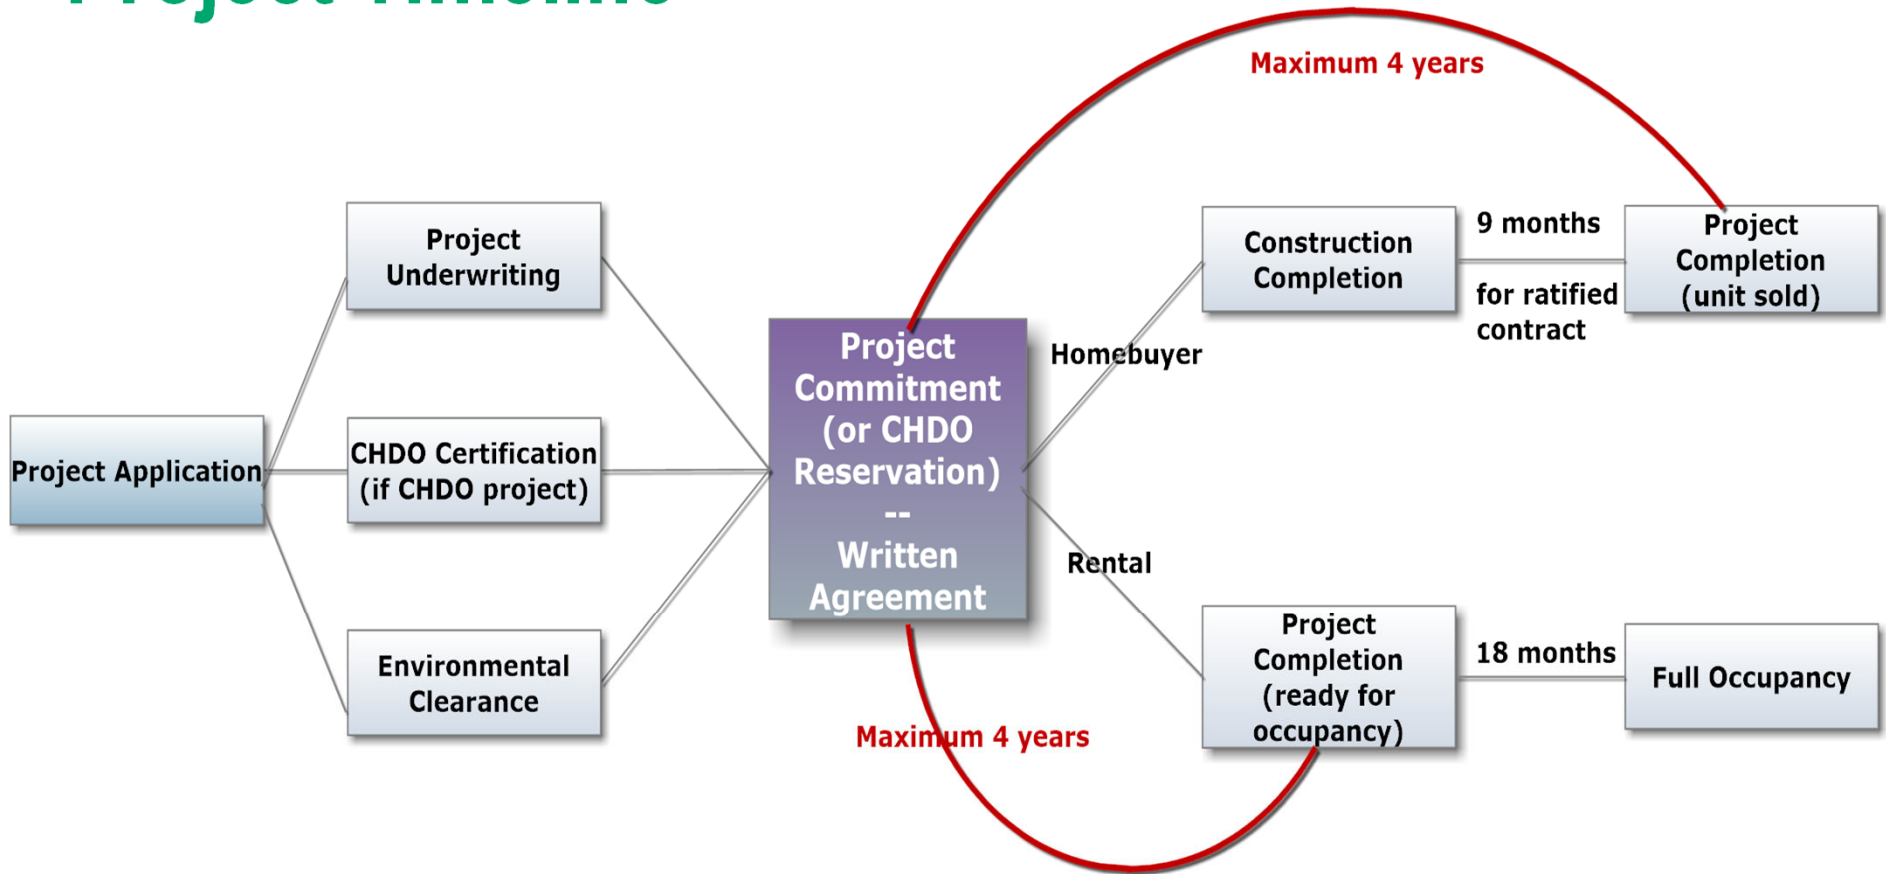 Project Timeline
Maximum 4 years
Project
Underwriting
Construction
Completion
9 months
for ratified
contract
Project
Completion
(unit sold)
Project Application
CHDO Certification
(if CHDO project)
Project
Commitment
(or CHDO
Reservation)
--
Written
Agreement
Homebuyer
Rental
Environmental
Clearance
Maximum 4 years
Project
Completion
(ready for
occupancy)
18 months
Full Occupancy